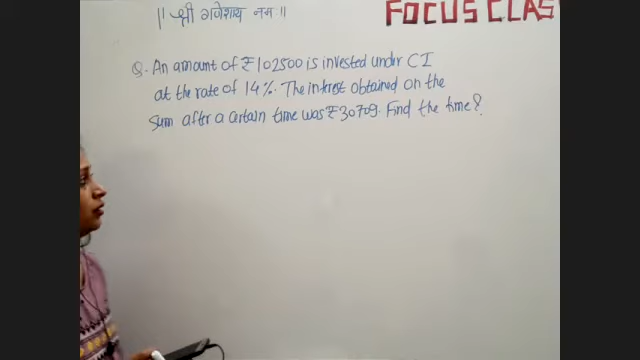 || श्री गणेशाय नमः ||
FOCUS CLAS
Q. An amount of ₹102500 is invested under CI
at the rate of 14%. The interest obtained on the
sum after a certain time was ₹30709. Find the time?